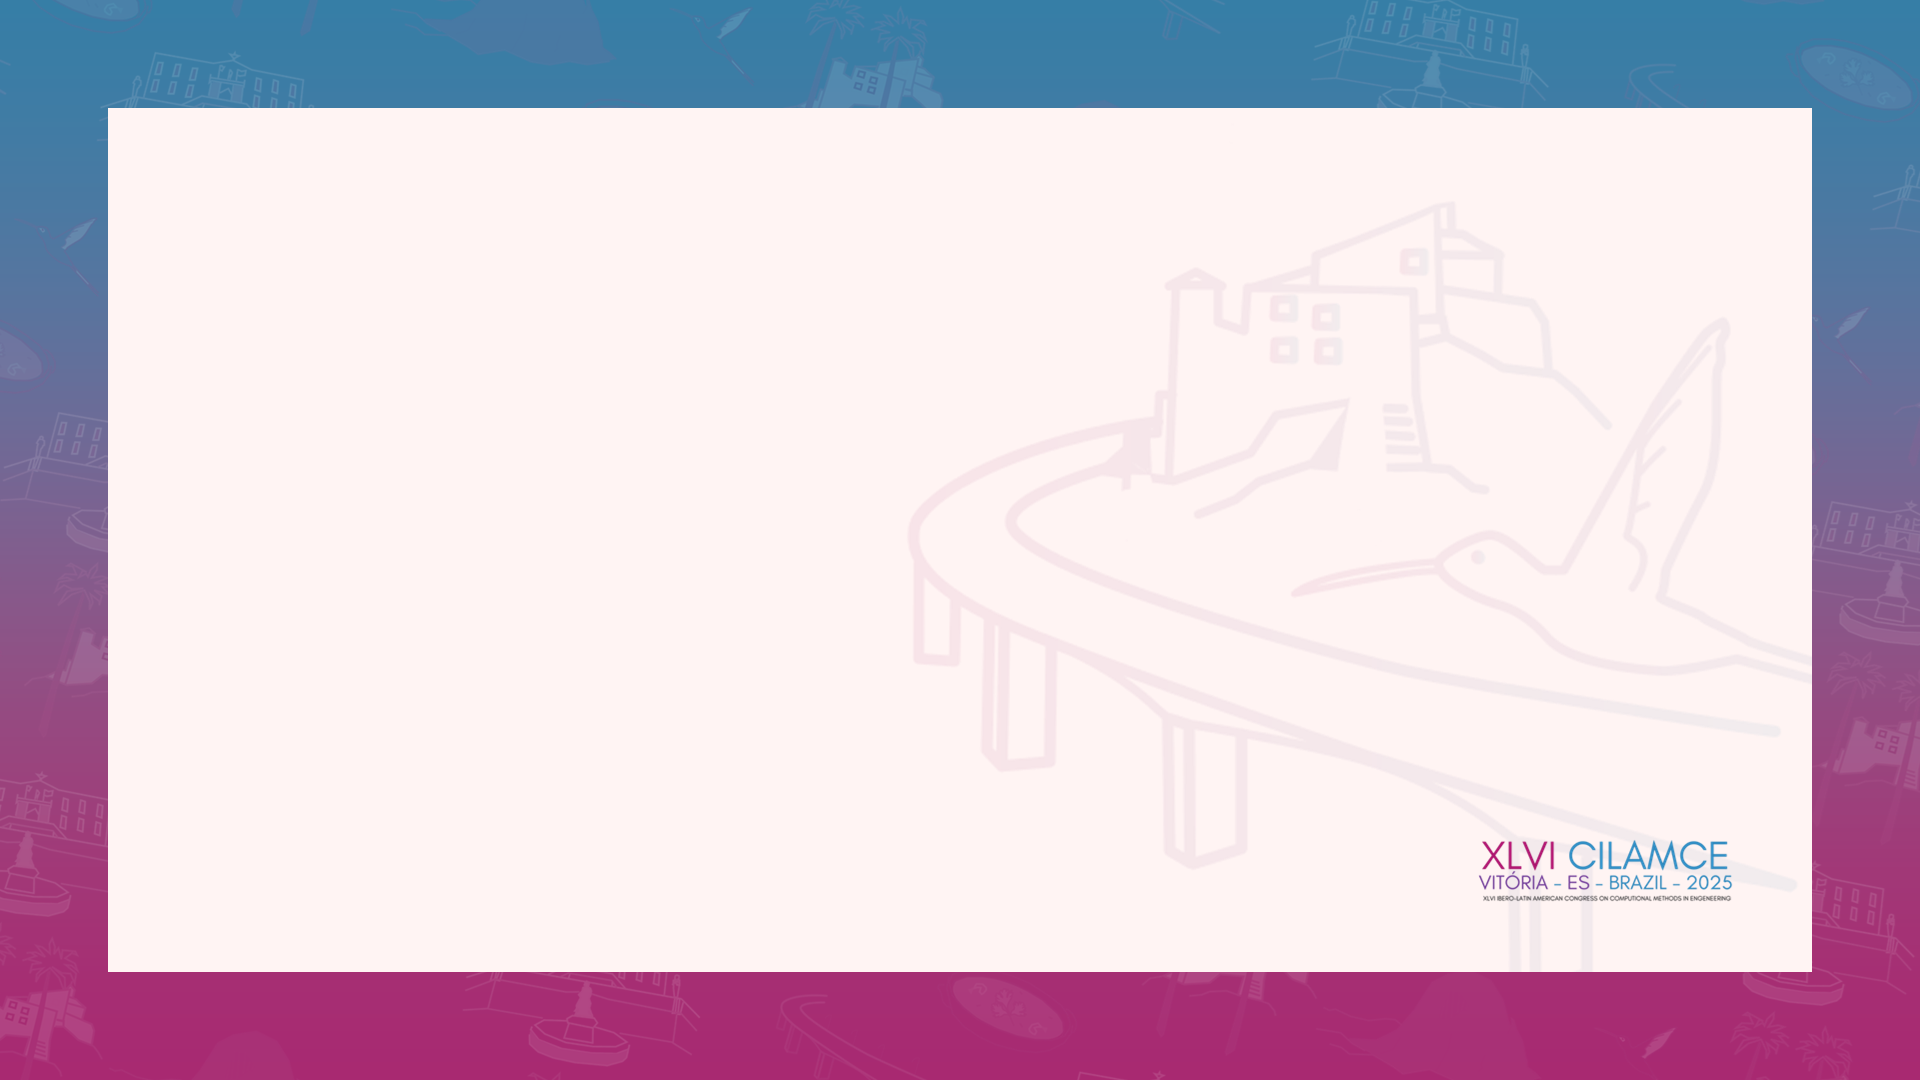 XLVI CILAMCE
VITÓRIA - ES - BRAZIL - 2025
XLVI IBERO-LATIN AMERICAN CONGRESS ON COMPUTATIONAL METHODS IN ENGENEERING